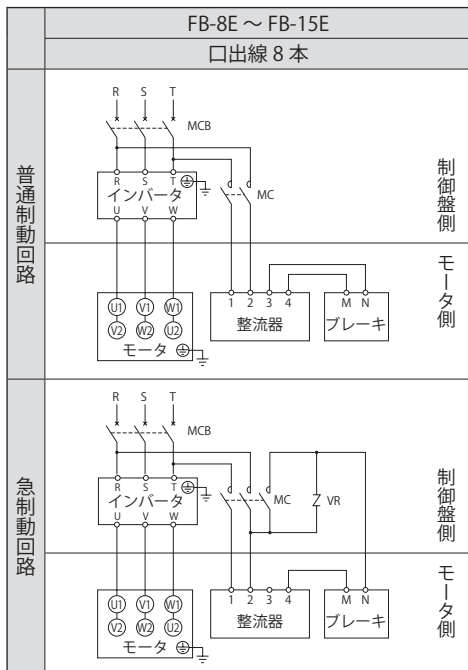 FB-8E ～ FB-15E
口出線 8 本
普通制動回路
R S T
MCB
R S T
インバータ
U V W
MC
制御盤側
モータ側
U1 V1 W1
V2 W2 U2
モータ
1 2 3 4
整流器
M N
ブレーキ
急制動回路
R S T
MCB
R S T
インバータ
U V W
MC
VR
制御盤側
モータ側
U1 V1 W1
V2 W2 U2
モータ
1 2 3 4
整流器
M N
ブレーキ